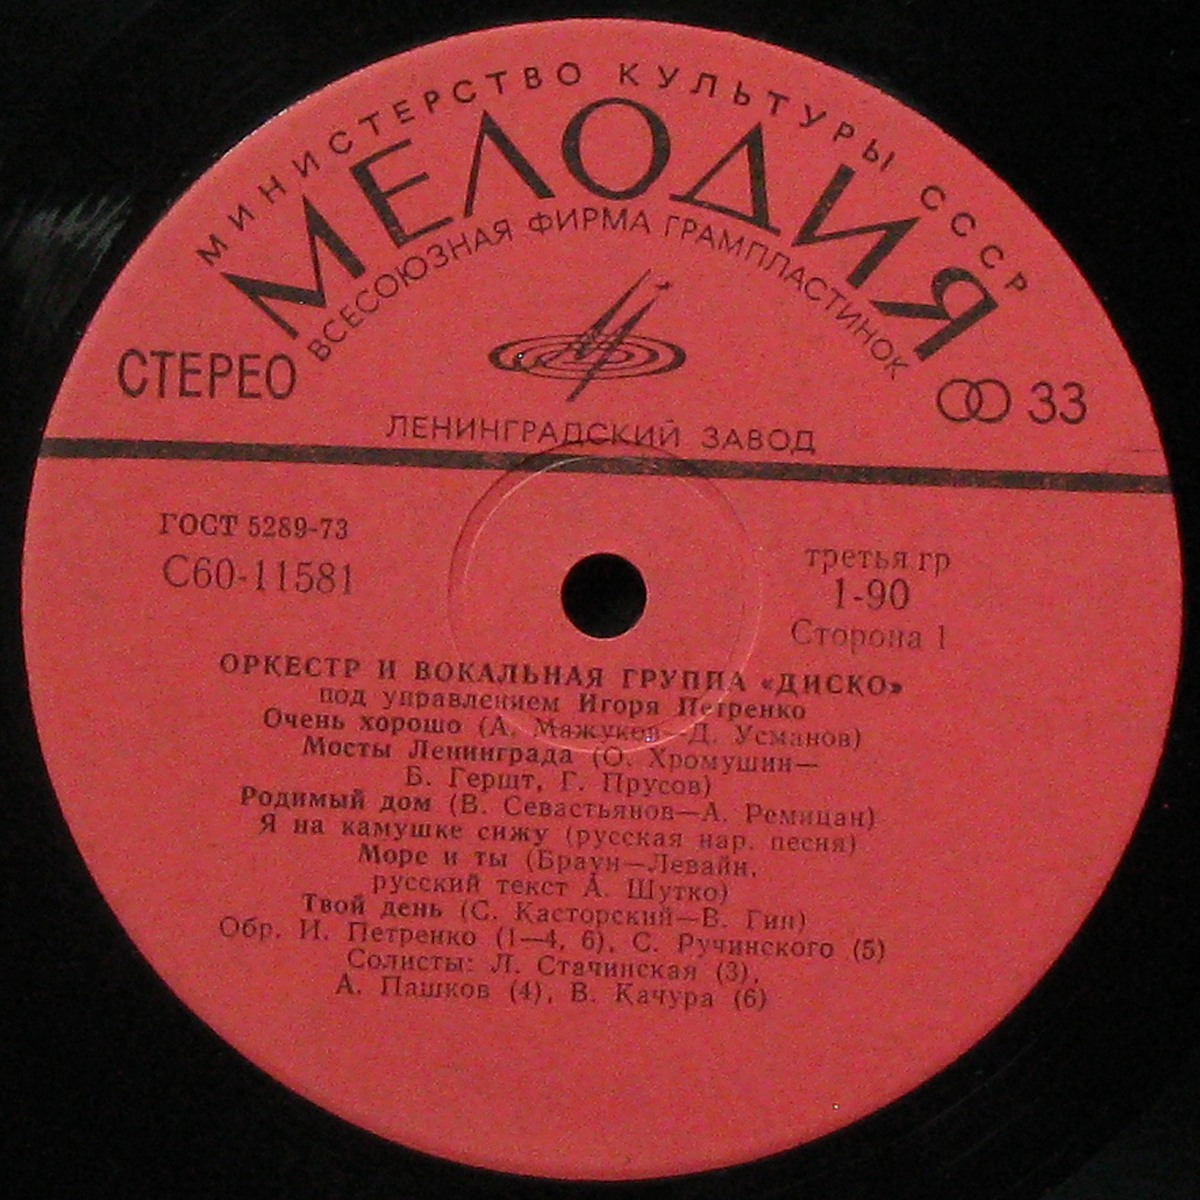 МИНИСТЕРСТВО КУЛЬТУРЫ СССР
МЕЛОДИЯ
ВСЕСОЮЗНАЯ ФИРМА ГРАМПЛАСТИНОК
СТЕРЕО
33
ЛЕНИНГРАДСКИЙ ЗАВОД
ГОСТ 5289-73
С60-11581
третья гр
1-90
Сторона 1
ОРКЕСТР И ВОКАЛЬНАЯ ГРУППА «ДИСКО»
под управлением Игоря Петренко
Очень хорошо (А. Мажуков—Д. Усманов)
Мосты Ленинграда (О. Хромушин—
Б. Гершт, Г. Прусов)
Родимый дом (В. Севастьянов—А. Ремицан)
Я на камушке сижу (русская нар. песня)
Море и ты (Браун—Левайн,
русский текст А. Шутко)
Твой день (С. Касторский—В. Гин)
Обр. И. Петренко (1—4, 6), С. Ручинского (5)
Солисты: Л. Стачинская (3),
А. Пашков (4), В. Качура (6)